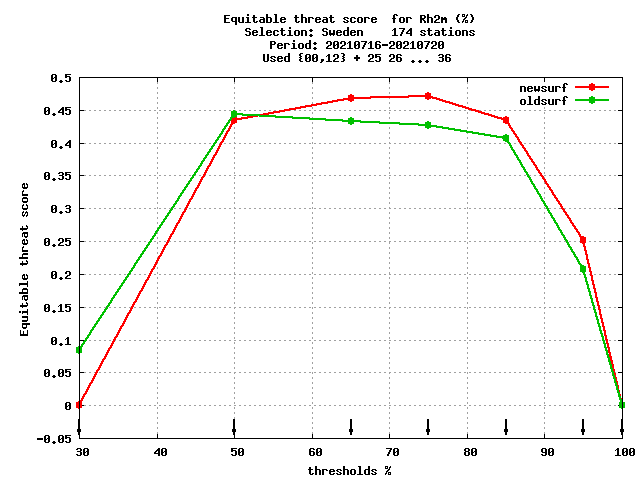 Equitable threat score  for Rh2m (%)
Selection: Sweden    174 stations
Period: 20210716-20210720
Used {00,12} + 25 26 ... 36
newsurf
oldsurf
Equitable threat score
0.5
0.45
0.4
0.35
0.3
0.25
0.2
0.15
0.1
0.05
0
-0.05
30 40 50 60 70 80 90 100
thresholds %